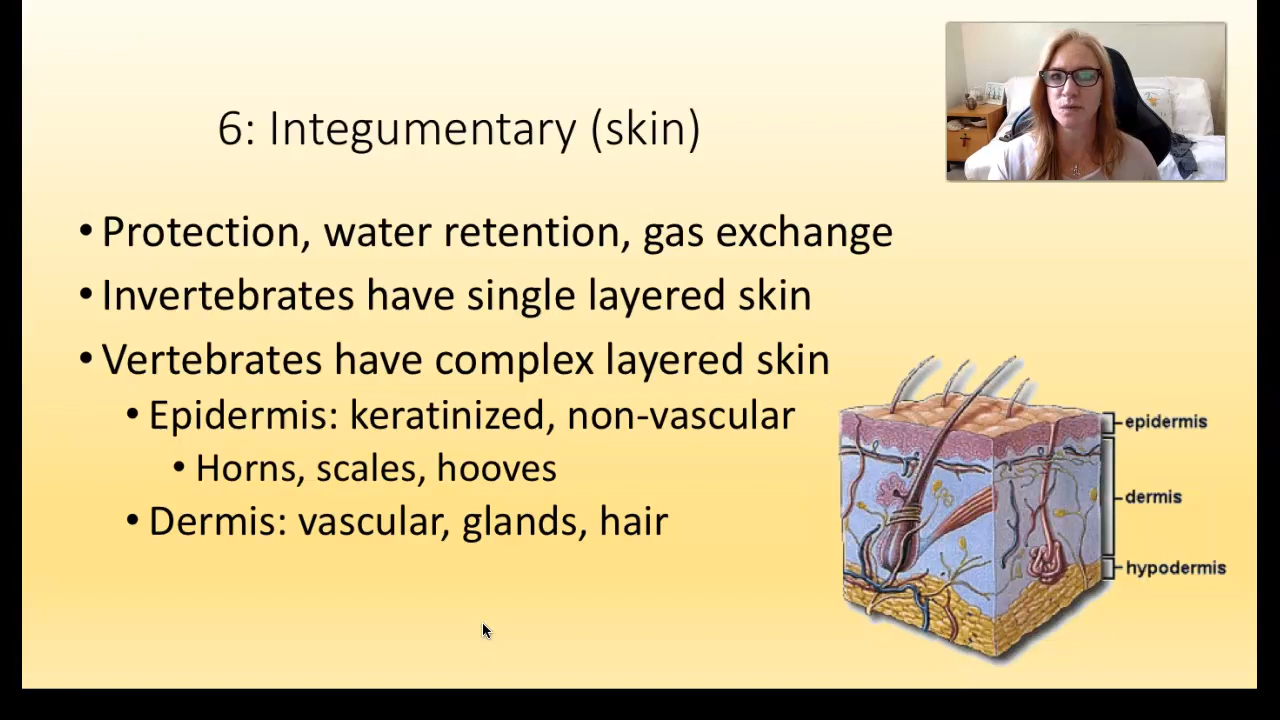 6: Integumentary (skin)
• Protection, water retention, gas exchange
• Invertebrates have single layered skin
• Vertebrates have complex layered skin
• Epidermis: keratinized, non-vascular
• Horns, scales, hooves
• Dermis: vascular, glands, hair
epidermis
dermis
hypodermis